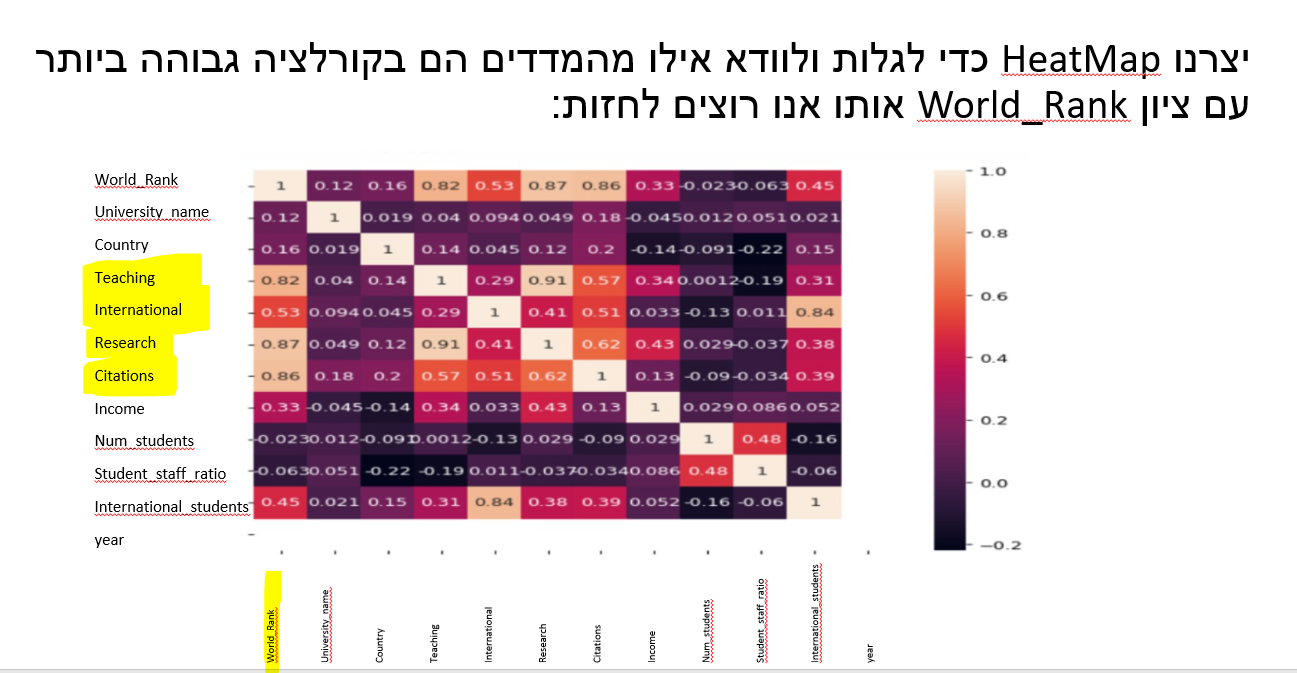 יצרנו HeatMap כדי לגלות ולוודא אילו מהמדדים הם בקורלציה גבוהה ביותר
עם ציון World_Rank אותו אנו רוצים לחזות:
World_Rank 1 0.12 0.16 0.82 0.53 0.87 0.86 0.33 -0.023 -0.063 0.45
University_name 0.12 1 0.019 0.04 0.094 0.049 0.18 -0.045 0.012 0.051 0.021
Country 0.16 0.019 1 0.14 0.045 0.12 0.2 -0.14 -0.091 -0.22 0.15
Teaching 0.82 0.04 0.14 1 0.29 0.91 0.57 0.34 0.0012 -0.19 0.31
International 0.53 0.094 0.045 0.29 1 0.41 0.51 0.033 -0.13 0.011 0.84
Research 0.87 0.049 0.12 0.91 0.41 1 0.62 0.43 0.029 -0.037 0.38
Citations 0.86 0.18 0.2 0.57 0.51 0.62 1 0.13 -0.09 -0.034 0.39
Income 0.33 -0.045 -0.14 0.34 0.033 0.43 0.13 1 0.029 0.086 0.052
Num_students -0.023 0.012 -0.091 0.0012 -0.13 0.029 -0.09 0.029 1 0.48 -0.16
Student_staff_ratio -0.063 0.051 -0.22 -0.19 0.011 -0.037 -0.034 0.086 0.48 1 -0.06
International_students 0.45 0.021 0.15 0.31 0.84 0.38 0.39 0.052 -0.16 -0.06 1
year
World_Rank University_name Country Teaching International Research Citations Income Num_students Student_staff_ratio International_students year
1.0
0.8
0.6
0.4
0.2
0.0
−0.2